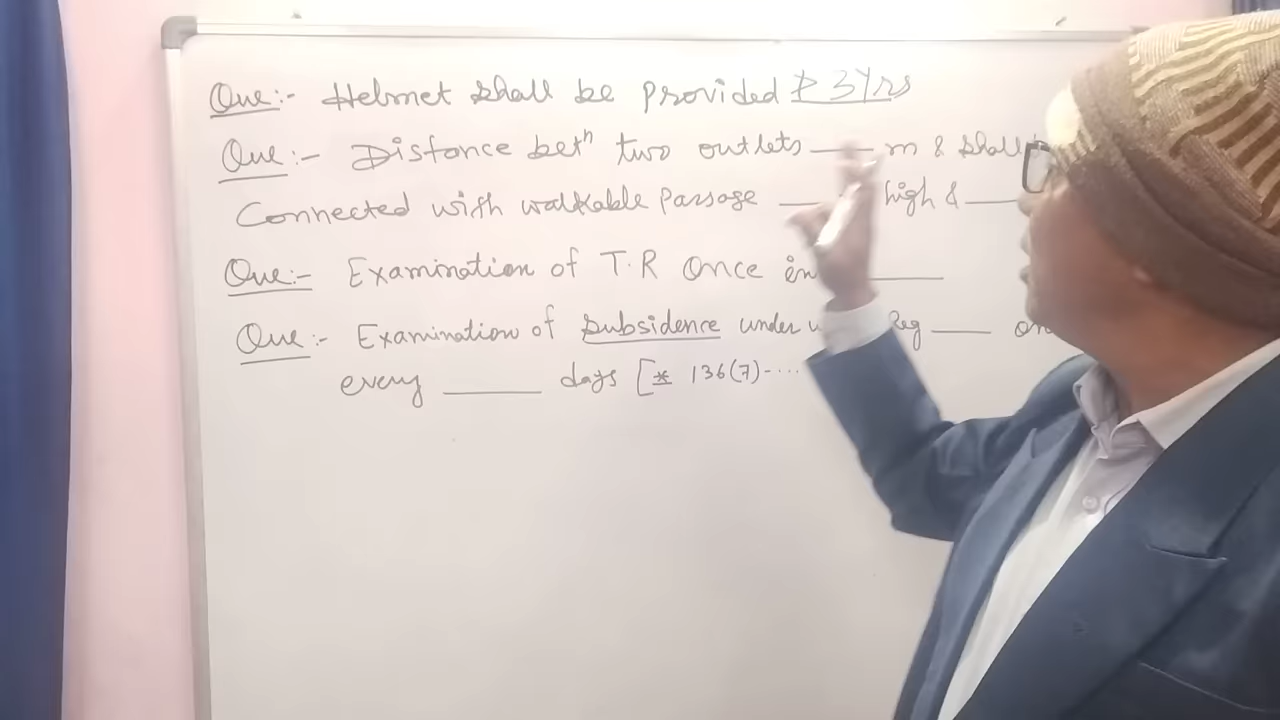 Que:- Helmet shall be provided ≯ 3Yrs
Que:- Distance betⁿ two outlets ____ m & shall
Connected with walkable Passage ____ high & ____
Que:- Examination of T.R Once in ____
Que:- Examination of Subsidence under Reg ____ on
every ____ days [* 136(7)-....